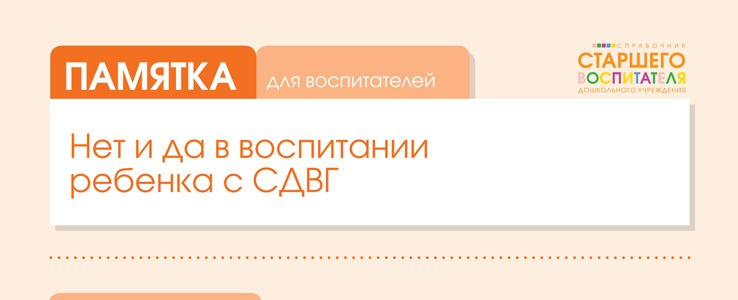 ПАМЯТКА для воспитателей
СПРАВОЧНИК
СТАРШЕГО
ВОСПИТАТЕЛЯ
ДОШКОЛЬНОГО УЧРЕЖДЕНИЯ
Нет и да в воспитании
ребенка с СДВГ